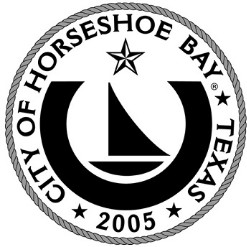 CITY OF HORSESHOE BAY ★ TEXAS ★ 2005 ★
®